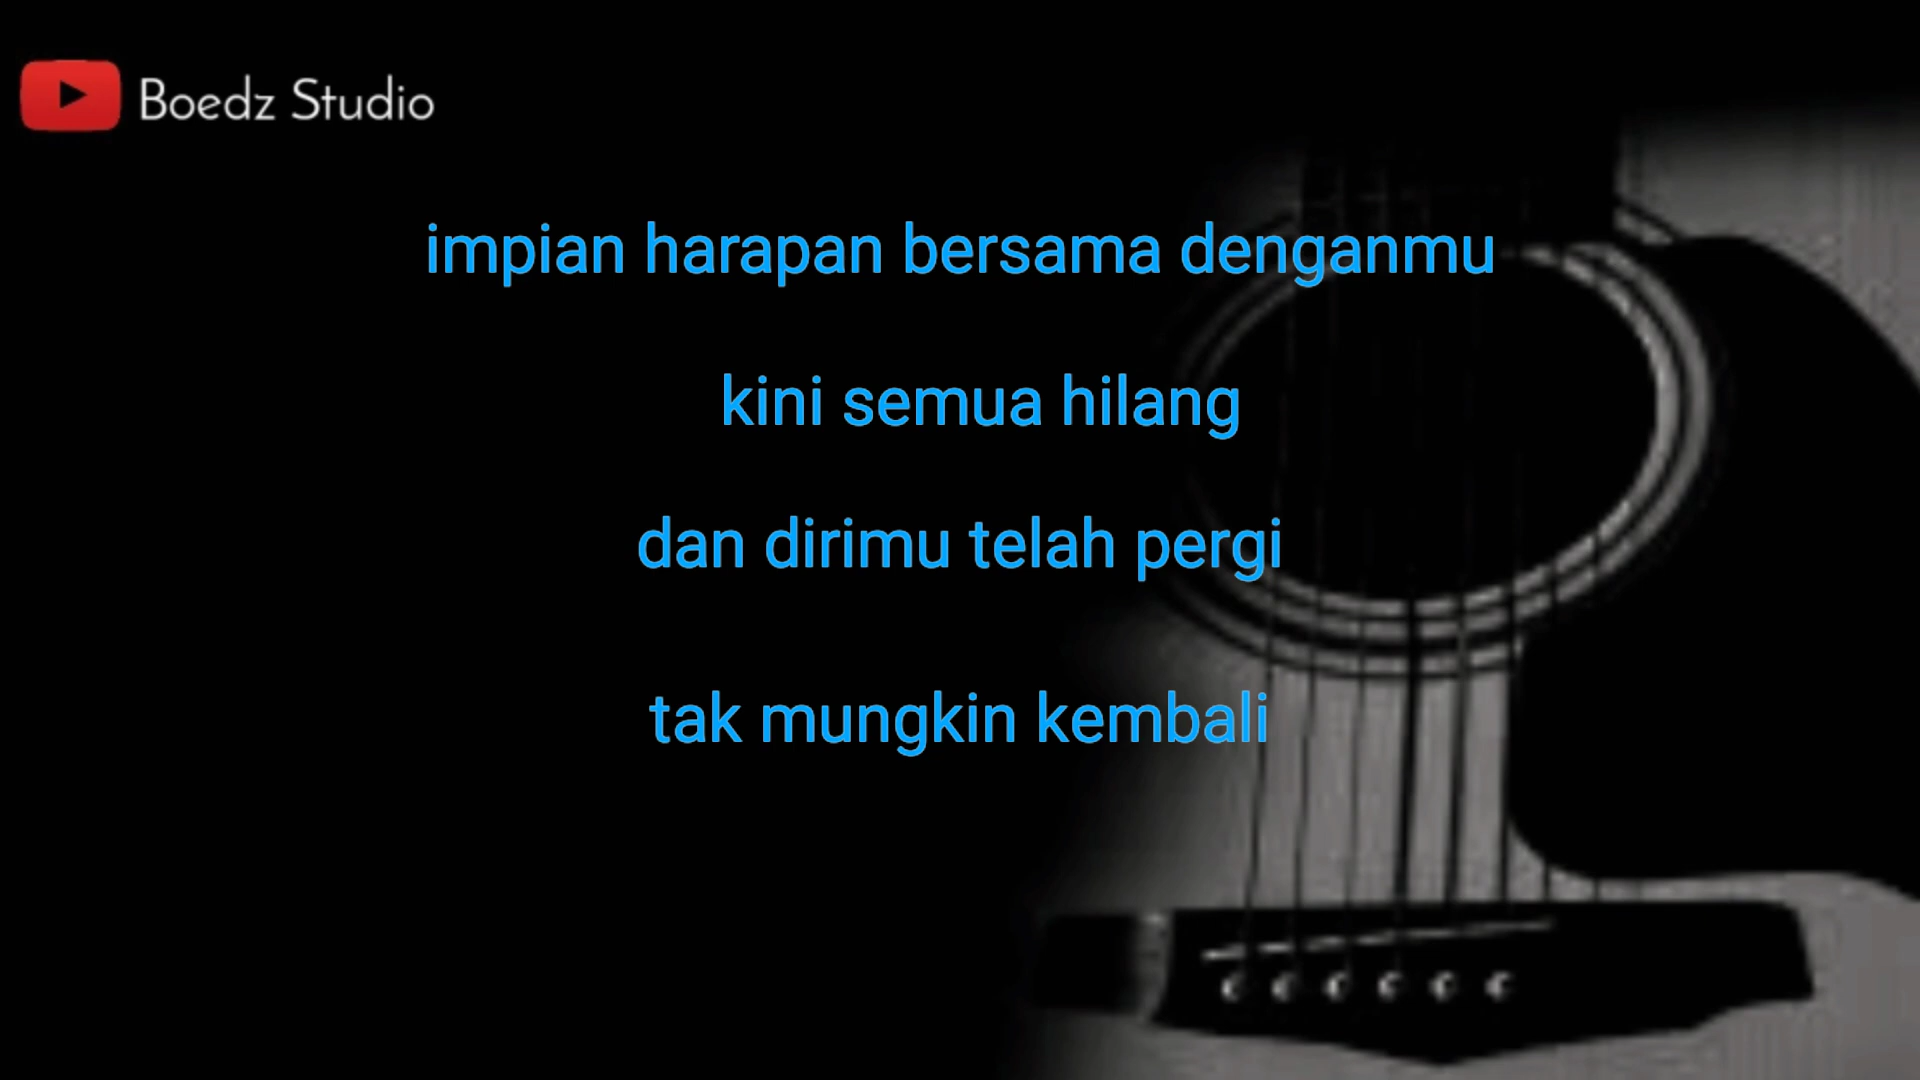 Boedz Studio
impian harapan bersama denganmu
kini semua hilang
dan dirimu telah pergi
tak mungkin kembali